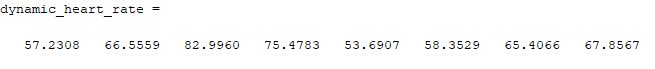 dynamic_heart_rate =
57.2308 66.5559 82.9960 75.4783 53.6907 58.3529 65.4066 67.8567